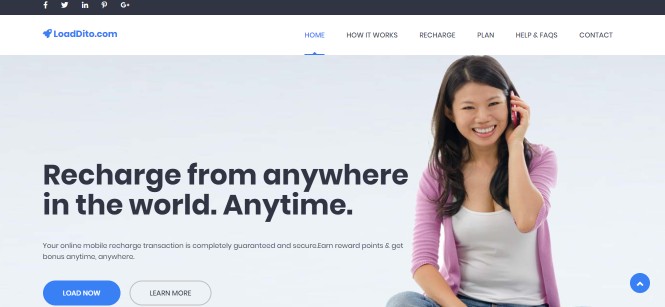 LoadDito.com
HOME HOW IT WORKS RECHARGE PLAN HELP & FAQS CONTACT
Recharge from anywhere
in the world. Anytime.
Your online mobile recharge transaction is completely guaranteed and secure.Earn reward points & get
bonus anytime, anywhere.
LOAD NOW LEARN MORE